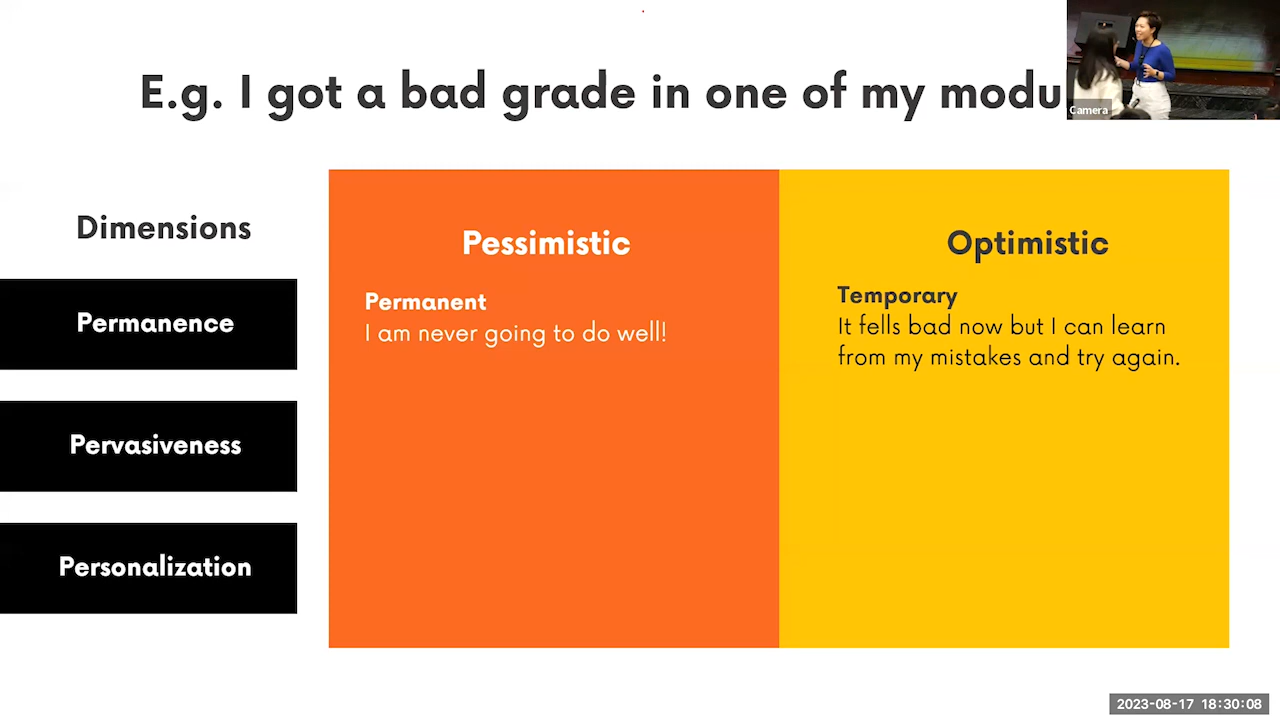 E.g. I got a bad grade in one of my modu
Camera
Dimensions
Pessimistic
Optimistic
Permanence
Permanent
I am never going to do well!
Temporary
It fells bad now but I can learn
from my mistakes and try again.
Pervasiveness
Personalization
2023-08-17 18:30:08